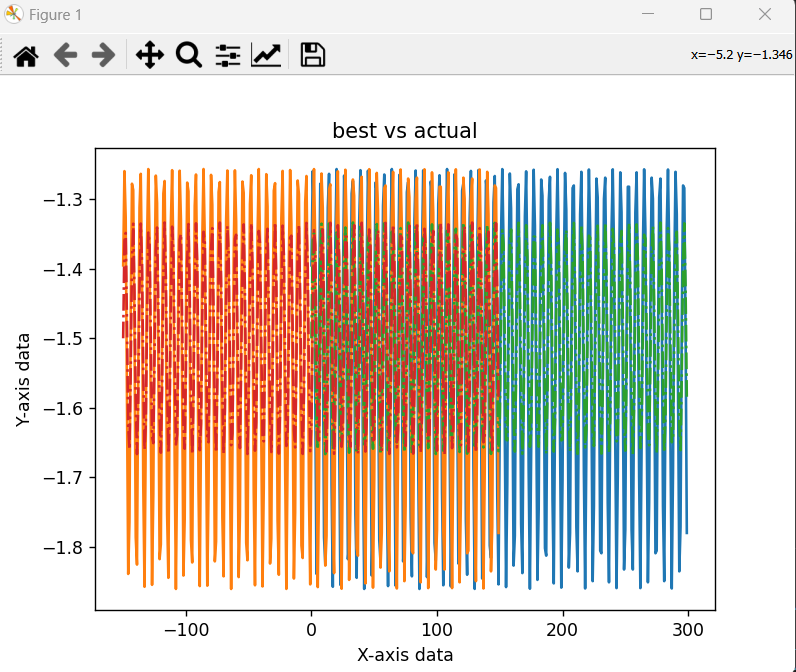 Figure 1
x=−5.2 y=−1.346
best vs actual
−1.3
−1.4
−1.5
−1.6
−1.7
−1.8
Y-axis data
−100 0 100 200 300
X-axis data